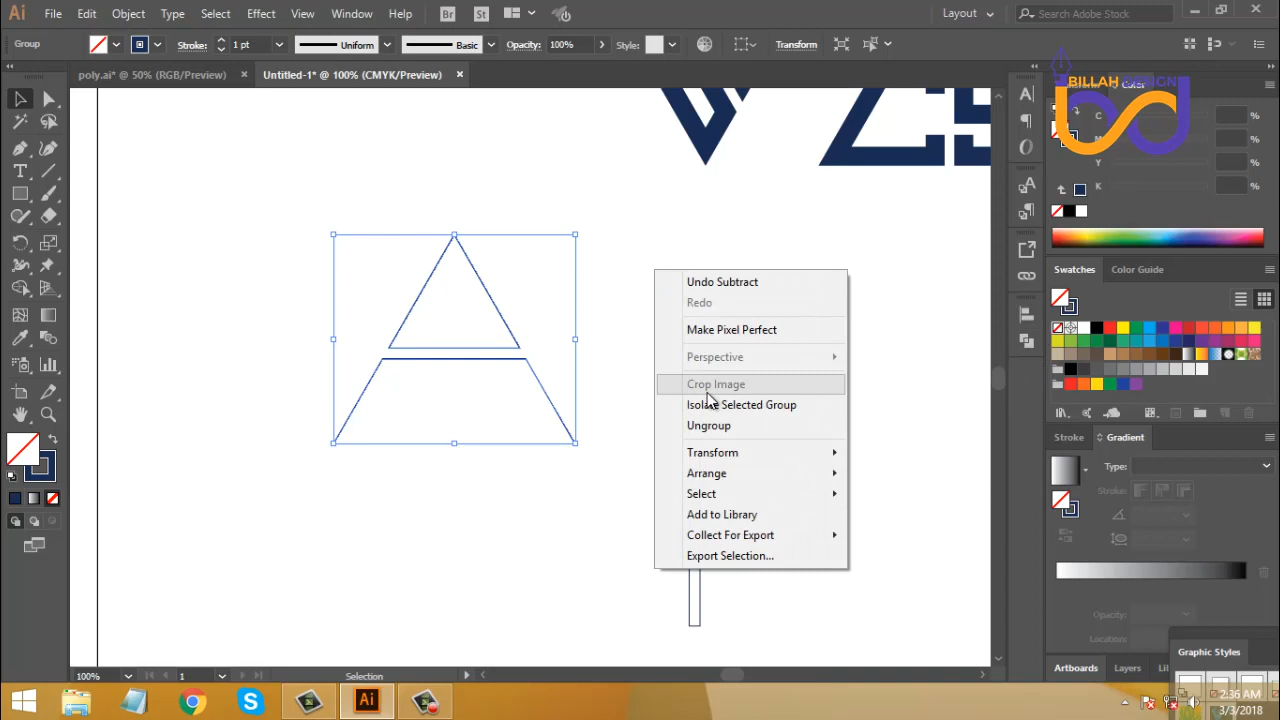 Ai File Edit Object Type Select Effect View Window Help Br St Layout Search Adobe Stock
Group Stroke: 1 pt Uniform Basic Opacity: 100% Style: Transform
poly.ai* @ 50% (RGB/Preview) × Untitled-1* @ 100% (CMYK/Preview) ×
BILLAH DESIGN
Color
C %
M %
Y %
K %
Swatches Color Guide
Undo Subtract
Redo
Make Pixel Perfect
Perspective
Crop Image
Isolate Selected Group
Ungroup
Transform
Arrange
Select
Add to Library
Collect For Export
Export Selection...
Stroke Gradient
Type:
Stroke:
Opacity:
Location:
Graphic Styles
Artboards Layers
100% 1 Selection
Ai
2:36 AM
3/3/2018